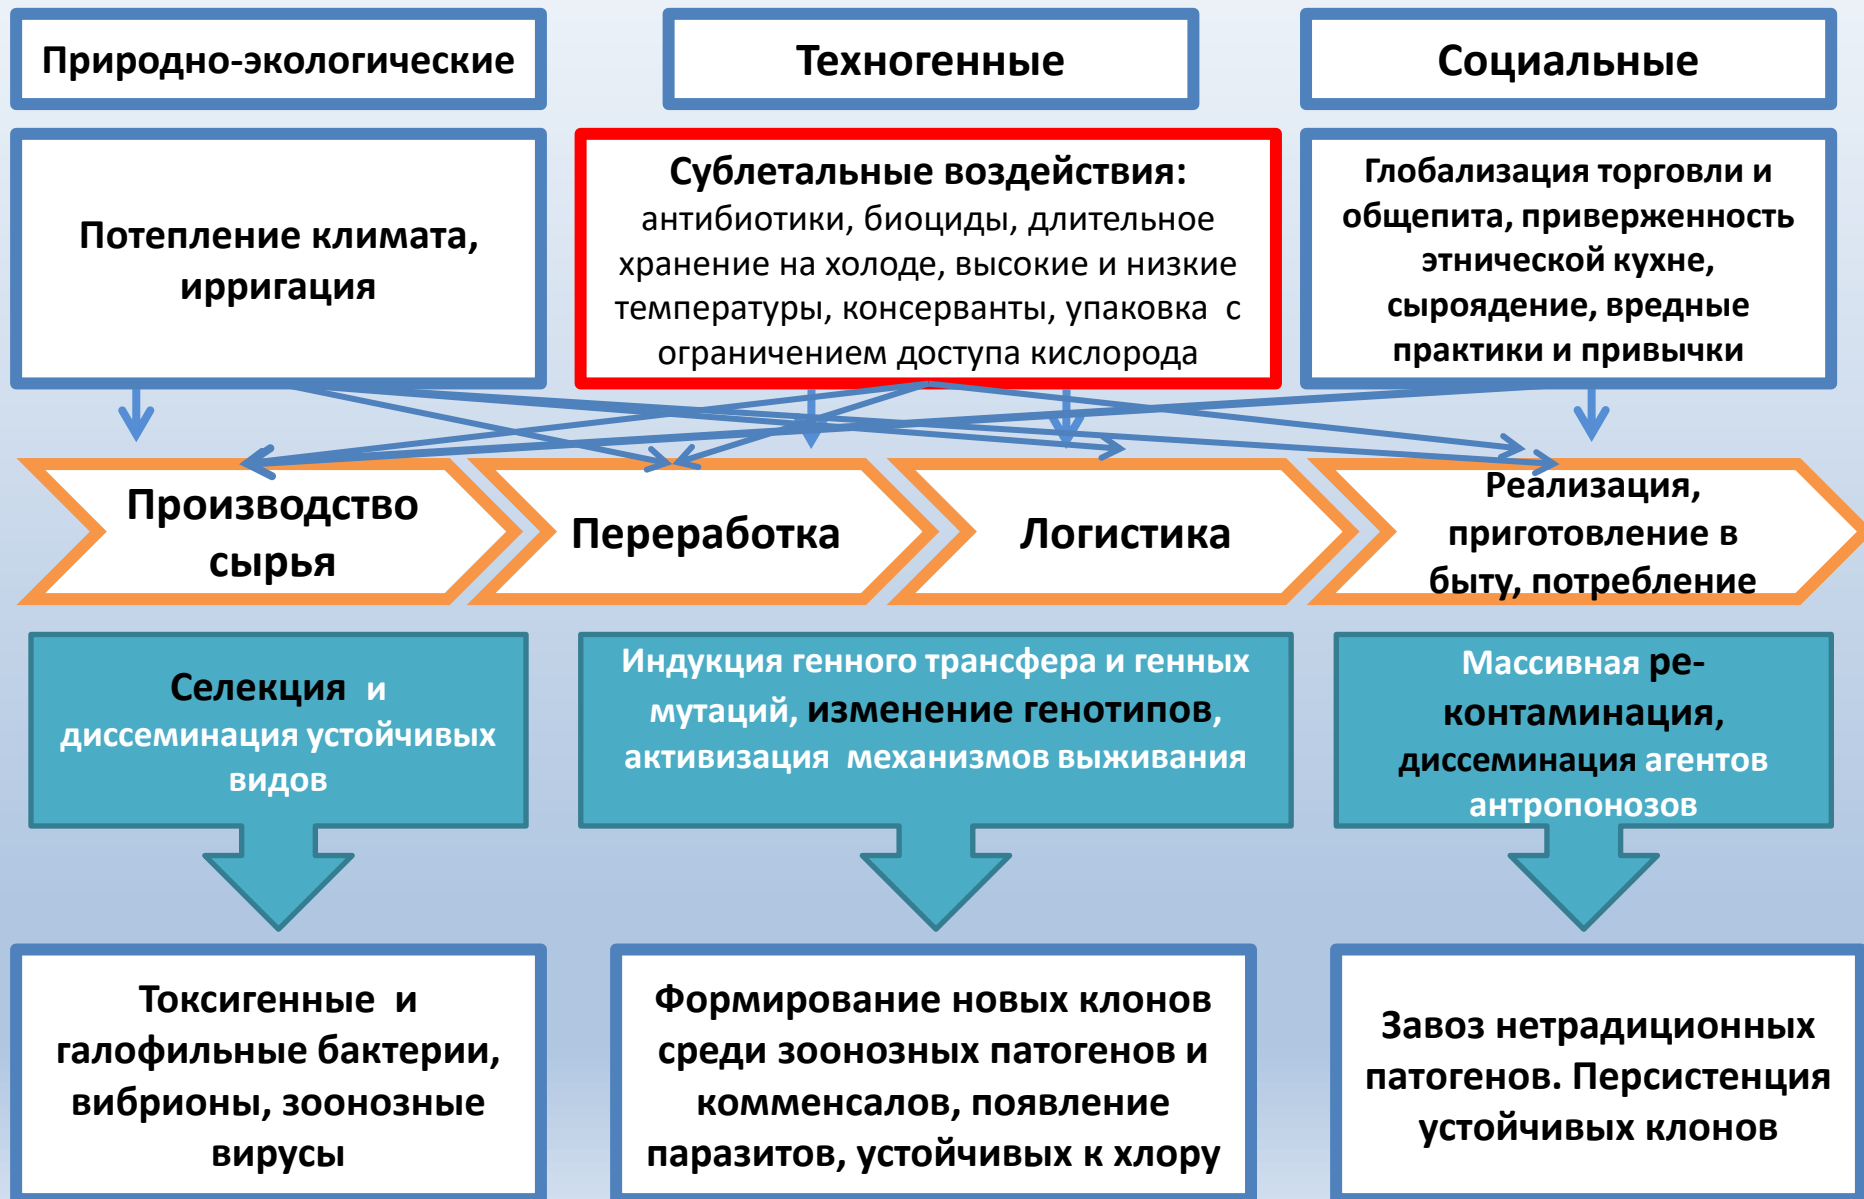 Природно-экологические
Техногенные
Социальные
Потепление климата,
ирригация
Сублетальные воздействия:
антибиотики, биоциды, длительное
хранение на холоде, высокие и низкие
температуры, консерванты, упаковка с
ограничением доступа кислорода
Глобализация торговли и
общепита, приверженность
этнической кухне,
сыроядение, вредные
практики и привычки
Производство
сырья
Переработка
Логистика
Реализация,
приготовление в
быту, потребление
Селекция и
диссеминация устойчивых
видов
Индукция генного трансфера и генных
мутаций, изменение генотипов,
активизация механизмов выживания
Массивная ре-
контаминация,
диссеминация агентов
антропонозов
Токсигенные и
галофильные бактерии,
вибрионы, зоонозные
вирусы
Формирование новых клонов
среди зоонозных патогенов и
комменсалов, появление
паразитов, устойчивых к хлору
Завоз нетрадиционных
патогенов. Персистенция
устойчивых клонов